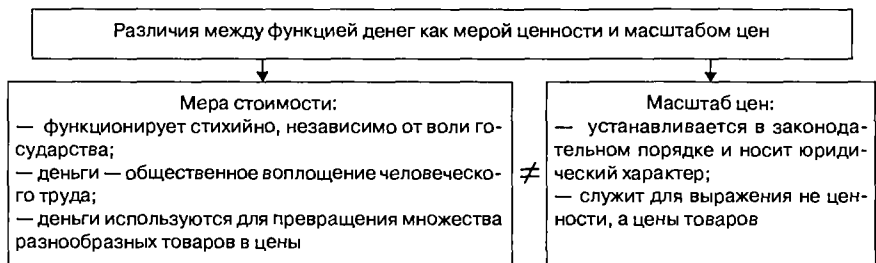 Различия между функцией денег как мерой ценности и масштабом цен
Мера стоимости:
— функционирует стихийно, независимо от воли го-
сударства;
— деньги — общественное воплощение человеческо-
го труда;
— деньги используются для превращения множества
разнообразных товаров в цены
≠
Масштаб цен:
— устанавливается в законода-
тельном порядке и носит юриди-
ческий характер;
— служит для выражения не цен-
ности, а цены товаров